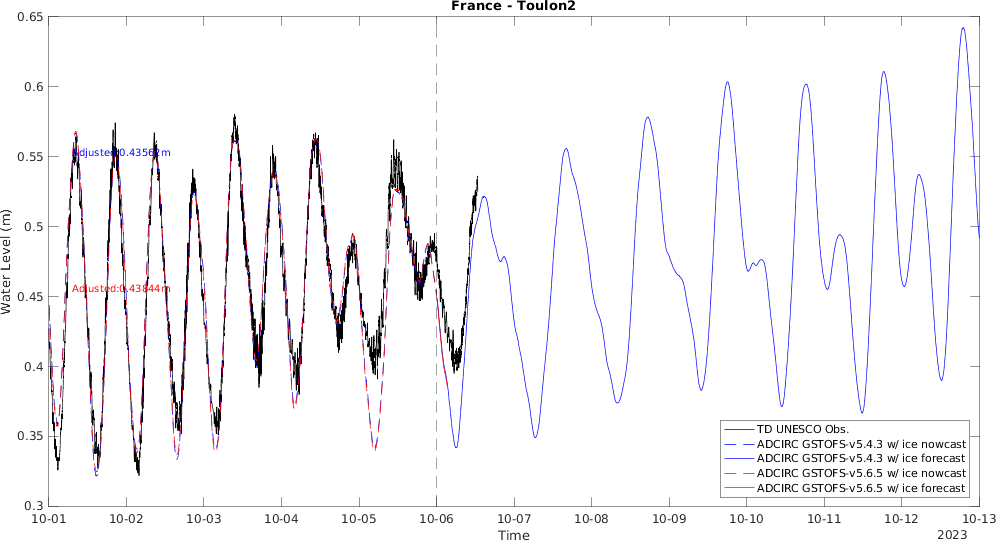 France - Toulon2
0.65
0.6
0.55
0.5
0.45
0.4
0.35
0.3
Water Level (m)
Adjusted:0.43562m
Adjusted:0.43844m
TD UNESCO Obs.
ADCIRC GSTOFS-v5.4.3 w/ ice nowcast
ADCIRC GSTOFS-v5.4.3 w/ ice forecast
ADCIRC GSTOFS-v5.6.5 w/ ice nowcast
ADCIRC GSTOFS-v5.6.5 w/ ice forecast
10-01 10-02 10-03 10-04 10-05 10-06 10-07 10-08 10-09 10-10 10-11 10-12 10-13
Time
2023